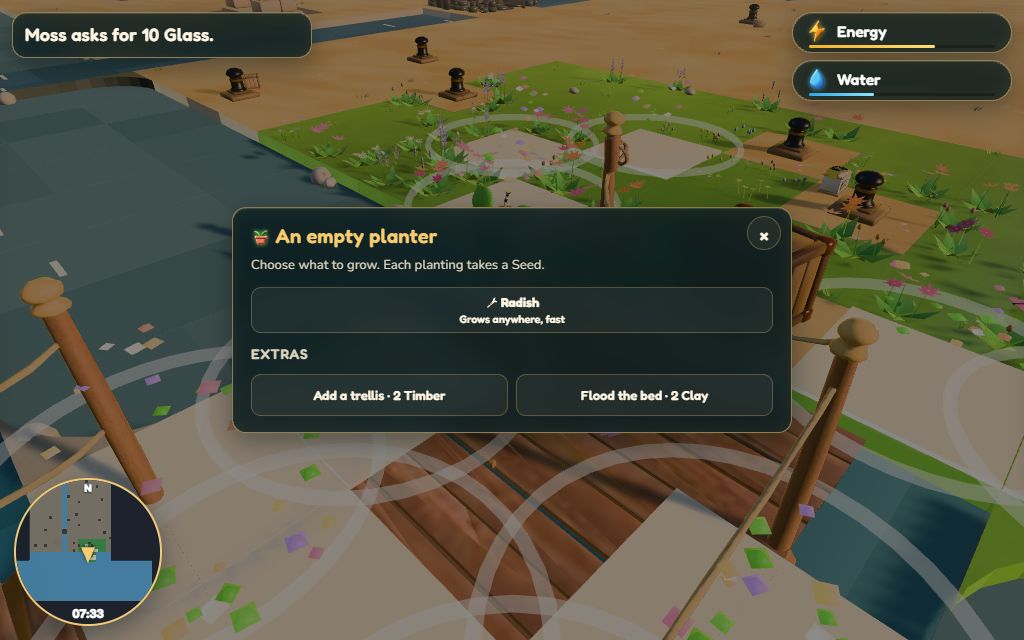 Moss asks for 10 Glass.
Energy
Water
An empty planter
Choose what to grow. Each planting takes a Seed.
Radish
Grows anywhere, fast
EXTRAS
Add a trellis · 2 Timber
Flood the bed · 2 Clay
N
07:33